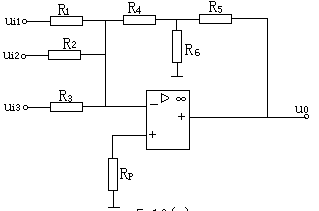 ui1 R1 R4 R5
R6
ui2 R2
ui3 R3
− ▷ ∞
+ u0
+
RP